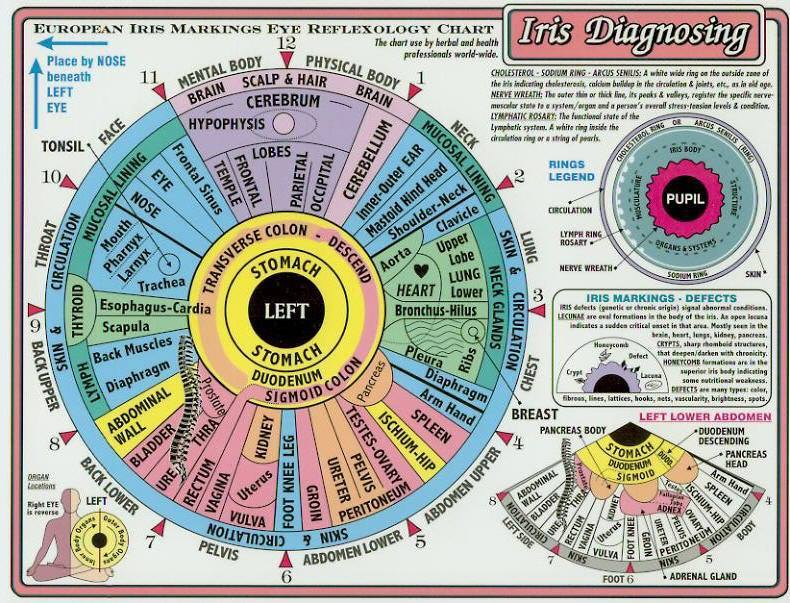 EUROPEAN IRIS MARKINGS EYE REFLEXOLOGY CHART
Iris Diagnosing
The chart use by herbal and health
professionals world-wide.
Place by NOSE
beneath
LEFT
EYE
CHOLESTEROL - SODIUM RING - ARCUS SENILIS: A white wide ring on the outside zone of
the iris indicating cholesterosis, calcium buildup in the circulation & joints, etc., as in old age.
NERVE WREATH: The outer thin or thick line, its peaks & valleys, register the specific nerve-
muscular state to a system/organ and a person's overall stress-tension levels & condition.
LYMPHATIC ROSARY: The functional state of the
Lymphatic system. A white ring inside the
circulation ring or a string of pearls.
RINGS
LEGEND
CHOLESTEROL RING OR ARCUS SENILIS (RING)
IRIS BODY
MUSCULATURE
STRUCTURE
PUPIL
ORGANS & SYSTEMS
SODIUM RING
CIRCULATION
LYMPH RING
ROSARY
NERVE WREATH
SKIN
IRIS MARKINGS - DEFECTS
IRIS defects (genetic or chronic origin) signal abnormal conditions.
LECUNAE are oval formations in the body of the iris. An open locuna
indicates a sudden critical onset in that area. Mostly seen in the
brain, heart, lungs, kidney, pancreas.
CRYPTS, sharp rhomboid structures,
that deepen/darken with chronicity.
HONEYCOMB formations are in the
superior iris body indicating
some nutritional weakness.
DEFECTS are many types: color,
fibrous, lines, lattices, hooks, nets, vascularity, brightness, spots.
Honeycomb
Defect
Crypt
Lacuna
12
1
2
3
4
5
6
7
8
9
10
11
MENTAL BODY
PHYSICAL BODY
FACE
NECK
THROAT
LUNG
CHEST
BREAST
BACK UPPER
BACK LOWER
PELVIS
ABDOMEN LOWER
ABDOMEN UPPER
TONSIL
BRAIN
SCALP & HAIR
BRAIN
CEREBRUM
HYPOPHYSIS
LOBES
TEMPLE
FRONTAL
PARIETAL
OCCIPITAL
CEREBELLUM
MUCOSAL LINING
Inner-Outer EAR
Mastoid Hind Head
Shoulder-Neck
Clavicle
SKIN & CIRCULATION
NECK GLANDS
Aorta
HEART
Upper
Lobe
LUNG
Lower
Bronchus-Hilus
Pleura
Ribs
Diaphragm
Arm Hand
SPLEEN
ISCHIUM-HIP
Pancreas
TESTES-OVARY
PERITONEUM
PELVIS
URETER
GROIN
FOOT KNEE LEG
SKIN & CIRCULATION
KIDNEY
Uterus
VULVA
VAGINA
RECTUM
Prostate
URETHRA
BLADDER
ABDOMINAL
WALL
Diaphragm
Back Muscles
Scapula
Esophagus-Cardia
THYROID
LYMPH
SKIN & CIRCULATION
Trachea
Mouth
Pharnyx
Larnyx
NOSE
EYE
Frontal Sinus
MUCOSAL LINING
TRANSVERSE COLON - DESCEND
STOMACH
LEFT
STOMACH
DUODENUM
SIGMOID COLON
ORGAN
Locations
Right EYE
is reverse
LEFT
Inner Body Organs
Outer Body Organs
LEFT LOWER ABDOMEN
PANCREAS BODY
DUODENUM
DESCENDING
PANCREAS
HEAD
STOMACH
DUODENUM
SIGMOID
DUOD.
Arm Hand
SPLEEN
ISCHIUM-HIP
OVARY
Testes
Fallopian
Tube
ADNEX
PERITONEUM
PELVIS
URETER
GROIN
FOOT KNEE
KIDNEY
Uterus
VULVA
VAGINA
RECTUM
Prostate
URETHRA
BLADDER
ABDOMINAL
WALL
CIRCULATION
SKIN
SKIN
CIRCULATION
LEFT SIDE
BODY
8
7
FOOT 6
5
4
ADRENAL GLAND